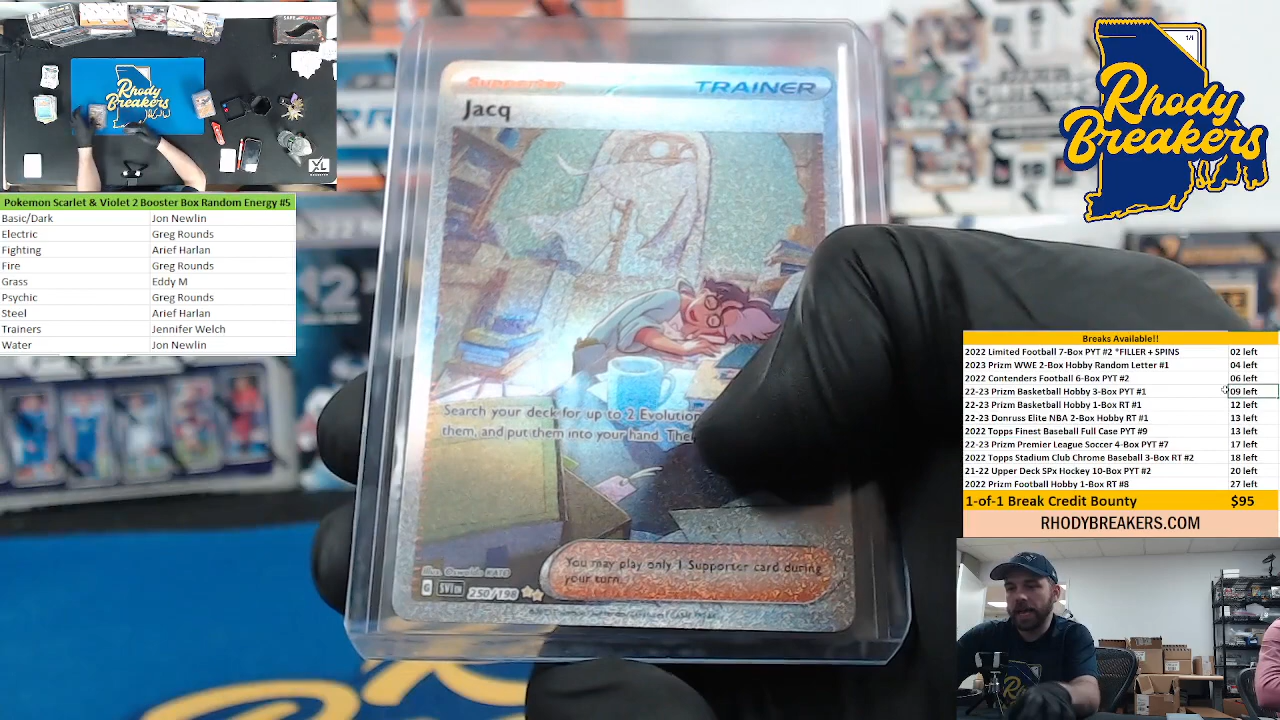 Rhody
Breakers
XL
Pokemon Scarlet & Violet 2 Booster Box Random Energy #5
Basic/Dark Jon Newlin
Electric Greg Rounds
Fighting Arief Harlan
Fire Greg Rounds
Grass Eddy M
Psychic Greg Rounds
Steel Arief Harlan
Trainers Jennifer Welch
Water Jon Newlin
Supporter TRAINER
Jacq
Search your deck for up to 2 Evolution
them, and put them into your hand. The
You may play only 1 Supporter card during
your turn.
G SVI EN 250/198
1/1
Rhody
Breakers
Breaks Available!!
2022 Limited Football 7-Box PYT #2 *FILLER + SPINS 02 left
2023 Prizm WWE 2-Box Hobby Random Letter #1 04 left
2022 Contenders Football 6-Box PYT #2 06 left
22-23 Prizm Basketball Hobby 3-Box PYT #1 09 left
22-23 Prizm Basketball Hobby 1-Box RT #1 12 left
22-23 Donruss Elite NBA 2-Box Hobby RT #1 13 left
2022 Topps Finest Baseball Full Case PYT #9 13 left
22-23 Prizm Premier League Soccer 4-Box PYT #7 17 left
2022 Topps Stadium Club Chrome Baseball 3-Box RT #2 18 left
21-22 Upper Deck SPx Hockey 10-Box PYT #2 20 left
2022 Prizm Football Hobby 1-Box RT #8 27 left
1-of-1 Break Credit Bounty $95
RHODYBREAKERS.COM